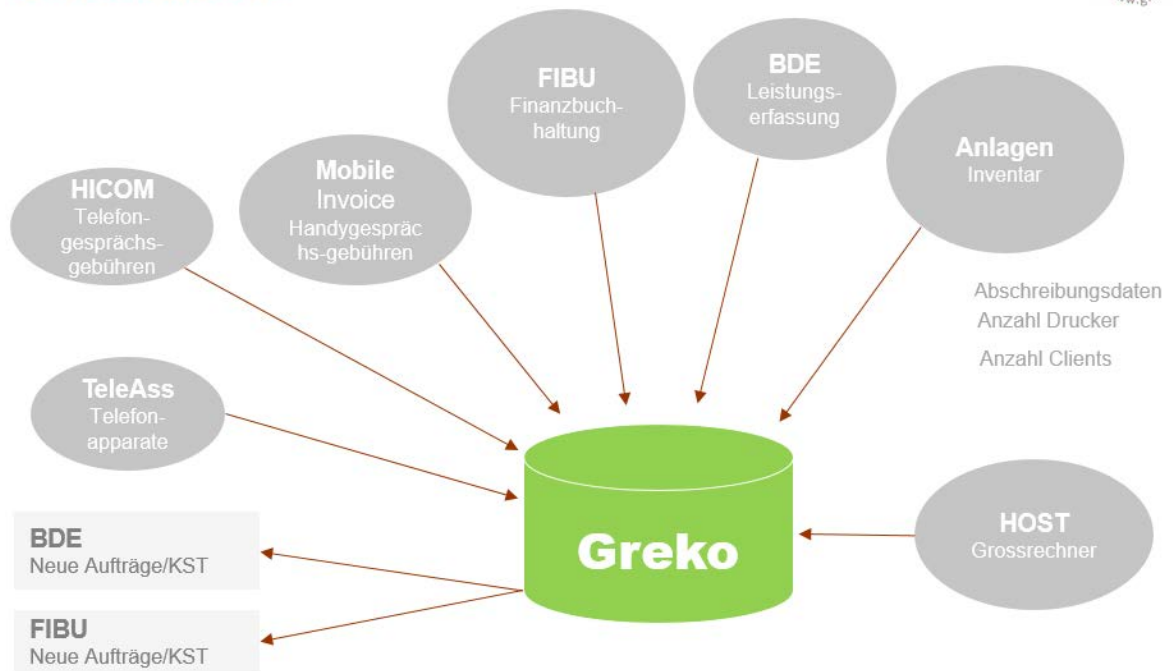 FIBU
Finanzbuch-
haltung
BDE
Leistungs-
erfassung
Anlagen
Inventar
Mobile
Invoice
Handygespräc
hs-gebühren
HICOM
Telefon-
gesprächs-
gebühren
Abschreibungsdaten
Anzahl Drucker
Anzahl Clients
TeleAss
Telefon-
apparate
HOST
Grossrechner
Greko
BDE
Neue Aufträge/KST
FIBU
Neue Aufträge/KST